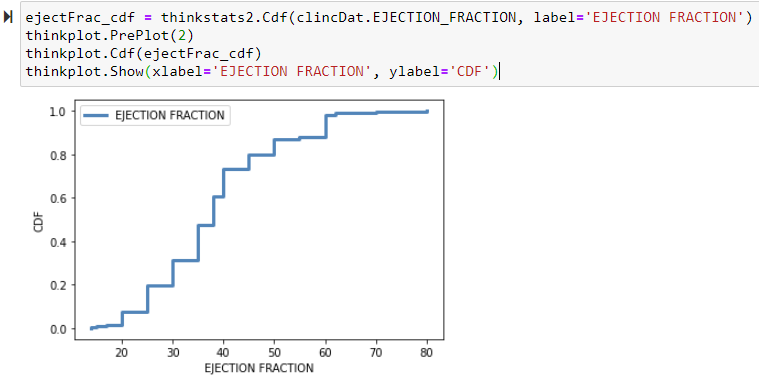 ejectFrac_cdf = thinkstats2.Cdf(clincDat.EJECTION_FRACTION, label='EJECTION FRACTION')
thinkplot.PrePlot(2)
thinkplot.Cdf(ejectFrac_cdf)
thinkplot.Show(xlabel='EJECTION FRACTION', ylabel='CDF')
EJECTION FRACTION
1.0
0.8
0.6
0.4
0.2
0.0
CDF
20 30 40 50 60 70 80
EJECTION FRACTION